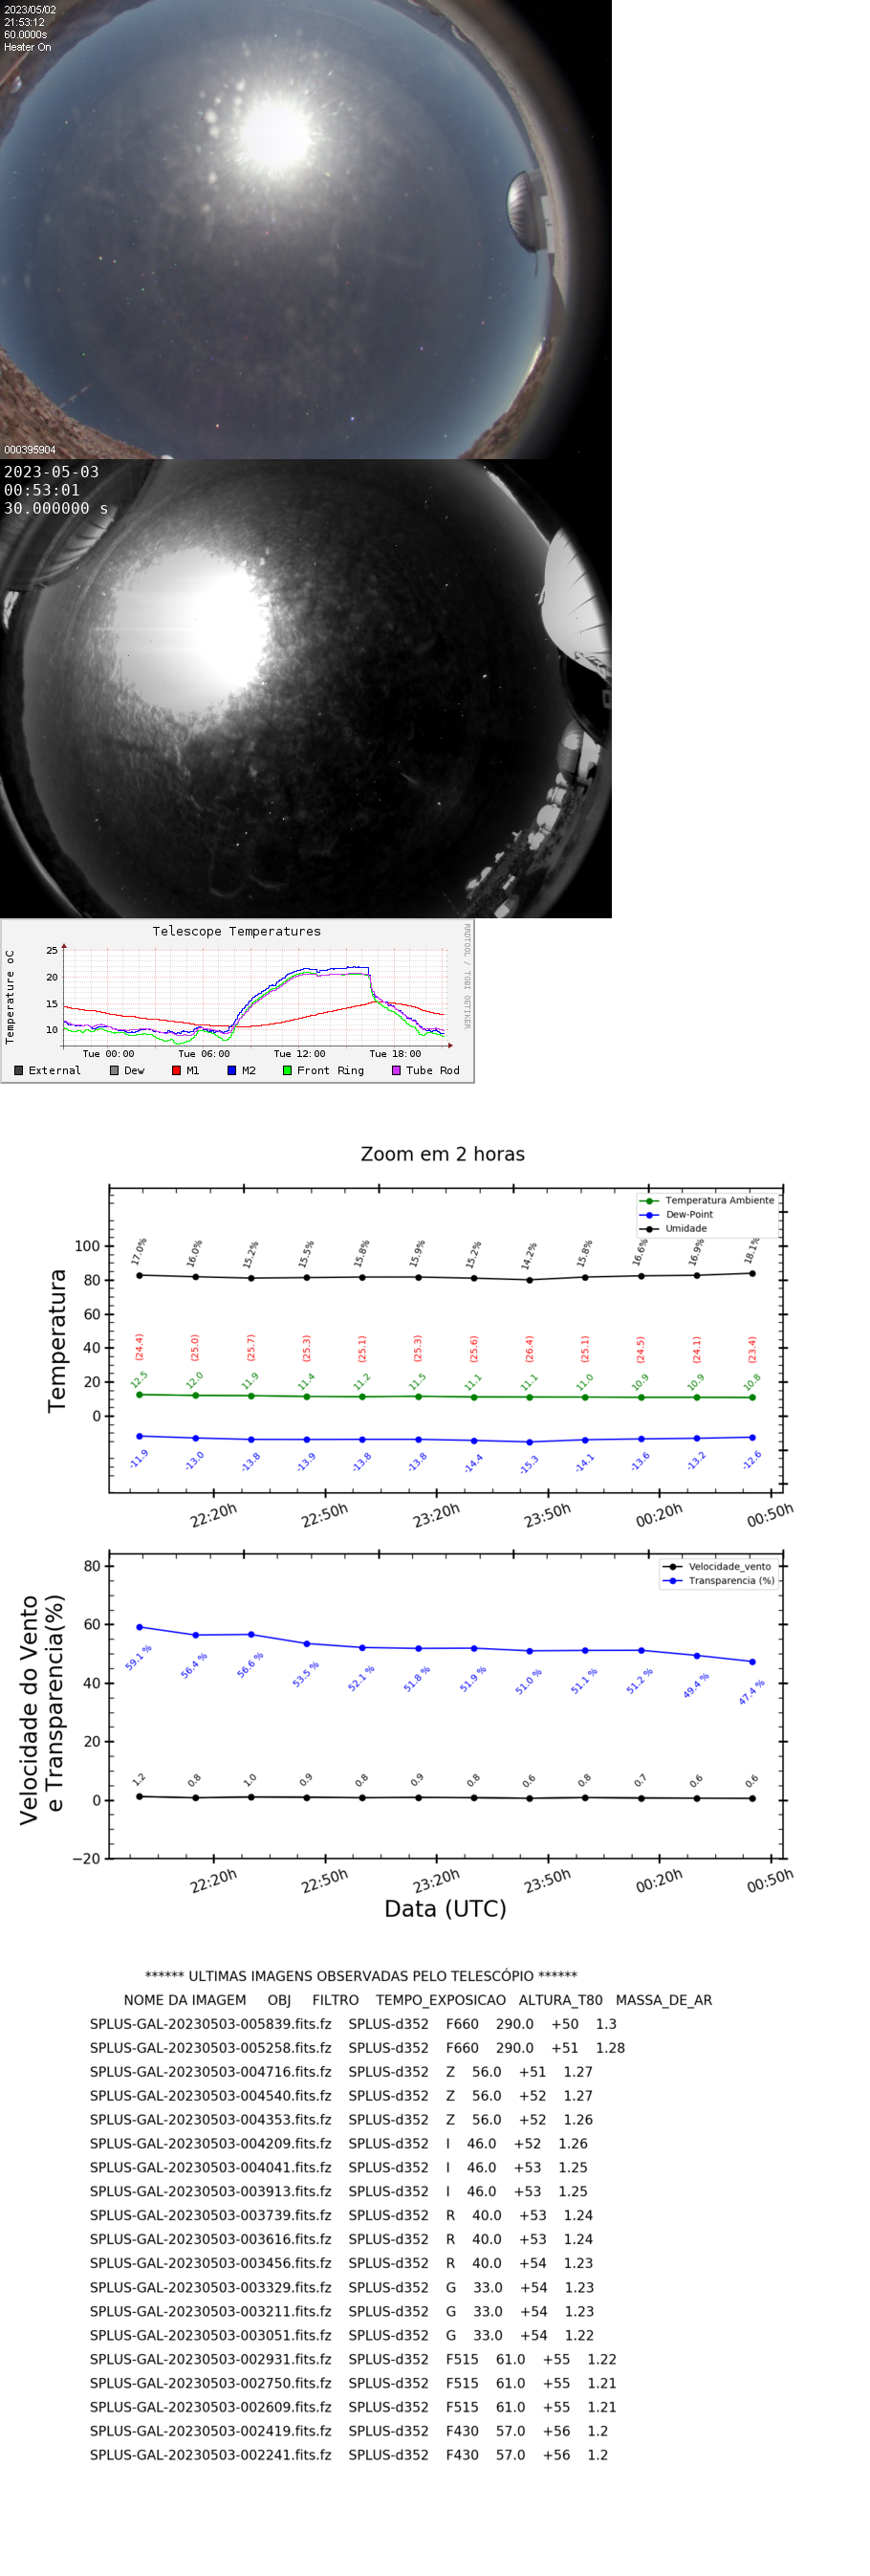 2023/05/02
21:53:12
60.0000s
Heater On
000395904
2023-05-03
00:53:01
30.000000 s
Telescope Temperatures
RRDTOOL / TOBI OETIKER
Temperature oC
25
20
15
10
Tue 00:00 Tue 06:00 Tue 12:00 Tue 18:00
External Dew M1 M2 Front Ring Tube Rod
Zoom em 2 horas
Temperatura Ambiente
Dew-Point
Umidade
Temperatura
100
80
60
40
20
0
17.0% 16.0% 15.2% 15.5% 15.8% 15.9% 15.2% 14.2% 15.8% 16.6% 16.9% 18.1%
(24.4) (25.0) (25.7) (25.3) (25.1) (25.3) (25.6) (26.4) (25.1) (24.5) (24.1) (23.4)
12.5 12.0 11.9 11.4 11.2 11.5 11.1 11.1 11.0 10.9 10.9 10.8
-11.9 -13.0 -13.8 -13.9 -13.8 -13.8 -14.4 -15.3 -14.1 -13.6 -13.2 -12.6
22:20h 22:50h 23:20h 23:50h 00:20h 00:50h
Velocidade_vento
Transparencia (%)
Velocidade do Vento
e Transparencia(%)
80
60
40
20
0
−20
59.1 % 56.4 % 56.6 % 53.5 % 52.1 % 51.8 % 51.9 % 51.0 % 51.1 % 51.2 % 49.4 % 47.4 %
1.2 0.8 1.0 0.9 0.8 0.9 0.8 0.6 0.8 0.7 0.6 0.6
22:20h 22:50h 23:20h 23:50h 00:20h 00:50h
Data (UTC)
****** ULTIMAS IMAGENS OBSERVADAS PELO TELESCÓPIO ******
NOME DA IMAGEM OBJ FILTRO TEMPO_EXPOSICAO ALTURA_T80 MASSA_DE_AR
SPLUS-GAL-20230503-005839.fits.fz SPLUS-d352 F660 290.0 +50 1.3
SPLUS-GAL-20230503-005258.fits.fz SPLUS-d352 F660 290.0 +51 1.28
SPLUS-GAL-20230503-004716.fits.fz SPLUS-d352 Z 56.0 +51 1.27
SPLUS-GAL-20230503-004540.fits.fz SPLUS-d352 Z 56.0 +52 1.27
SPLUS-GAL-20230503-004353.fits.fz SPLUS-d352 Z 56.0 +52 1.26
SPLUS-GAL-20230503-004209.fits.fz SPLUS-d352 I 46.0 +52 1.26
SPLUS-GAL-20230503-004041.fits.fz SPLUS-d352 I 46.0 +53 1.25
SPLUS-GAL-20230503-003913.fits.fz SPLUS-d352 I 46.0 +53 1.25
SPLUS-GAL-20230503-003739.fits.fz SPLUS-d352 R 40.0 +53 1.24
SPLUS-GAL-20230503-003616.fits.fz SPLUS-d352 R 40.0 +53 1.24
SPLUS-GAL-20230503-003456.fits.fz SPLUS-d352 R 40.0 +54 1.23
SPLUS-GAL-20230503-003329.fits.fz SPLUS-d352 G 33.0 +54 1.23
SPLUS-GAL-20230503-003211.fits.fz SPLUS-d352 G 33.0 +54 1.23
SPLUS-GAL-20230503-003051.fits.fz SPLUS-d352 G 33.0 +54 1.22
SPLUS-GAL-20230503-002931.fits.fz SPLUS-d352 F515 61.0 +55 1.22
SPLUS-GAL-20230503-002750.fits.fz SPLUS-d352 F515 61.0 +55 1.21
SPLUS-GAL-20230503-002609.fits.fz SPLUS-d352 F515 61.0 +55 1.21
SPLUS-GAL-20230503-002419.fits.fz SPLUS-d352 F430 57.0 +56 1.2
SPLUS-GAL-20230503-002241.fits.fz SPLUS-d352 F430 57.0 +56 1.2